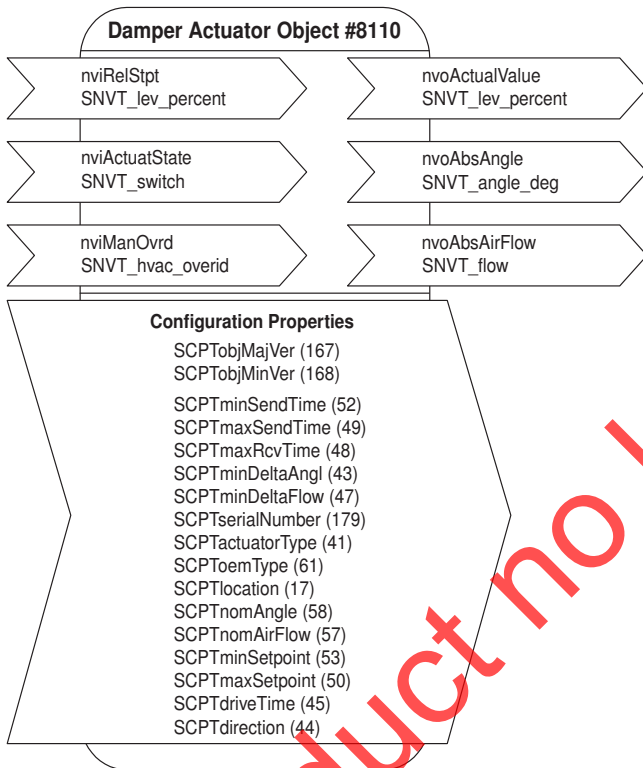 Damper Actuator Object #8110
nviRelStpt
SNVT_lev_percent
nvoActualValue
SNVT_lev_percent
nviActuatState
SNVT_switch
nvoAbsAngle
SNVT_angle_deg
nviManOvrd
SNVT_hvac_overid
nvoAbsAirFlow
SNVT_flow
Configuration Properties
SCPTobjMajVer (167)
SCPTobjMinVer (168)
SCPTminSendTime (52)
SCPTmaxSendTime (49)
SCPTmaxRcvTime (48)
SCPTminDeltaAngl (43)
SCPTminDeltaFlow (47)
SCPTserialNumber (179)
SCPTactuatorType (41)
SCPToemType (61)
SCPTlocation (17)
SCPTnomAngle (58)
SCPTnomAirFlow (57)
SCPTminSetpoint (53)
SCPTmaxSetpoint (50)
SCPTdriveTime (45)
SCPTdirection (44)
duct no